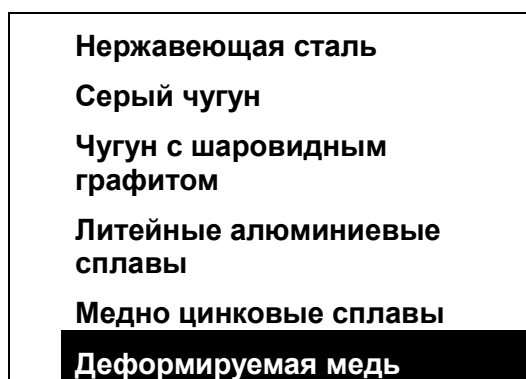 Нержавеющая сталь
Серый чугун
Чугун с шаровидным
графитом
Литейные алюминиевые
сплавы
Медно цинковые сплавы
Деформируемая медь